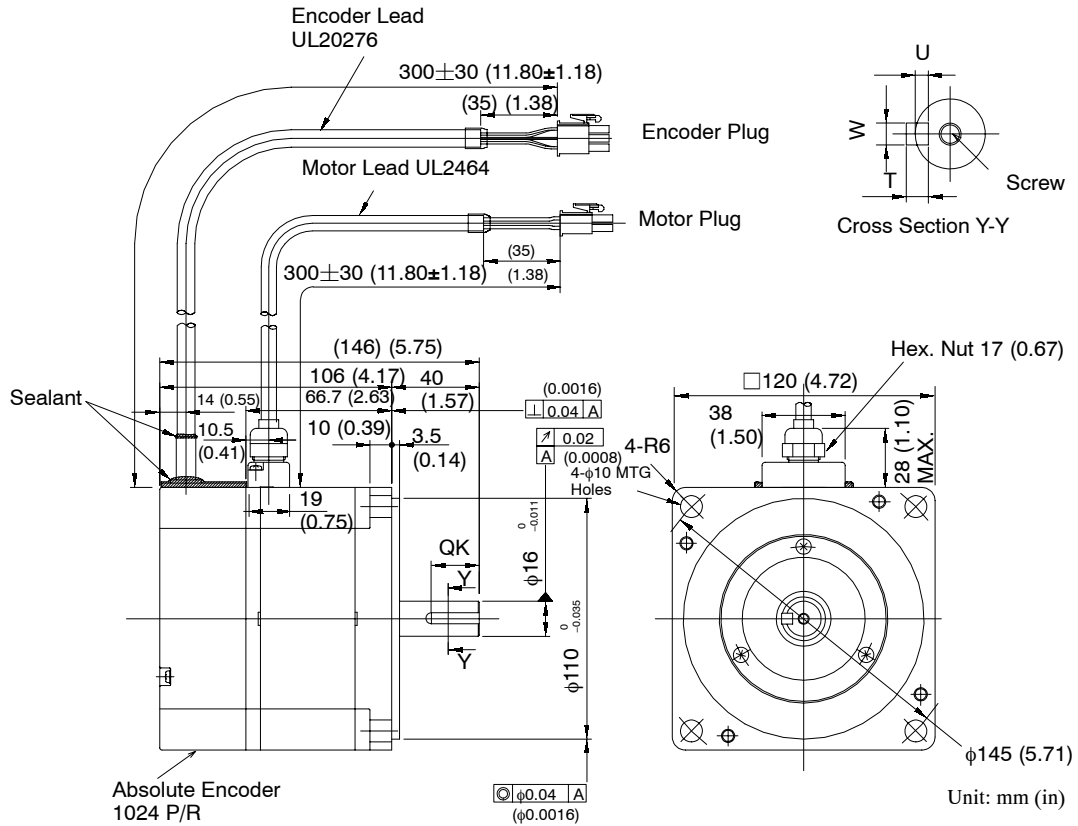 Encoder Lead
UL20276
300±30 (11.80±1.18)
(35) (1.38)
Encoder Plug
Motor Lead UL2464
Motor Plug
(35)
(1.38)
300±30 (11.80±1.18)
U
W
T
Screw
Cross Section Y-Y
(146) (5.75)
106 (4.17)
40
(1.57)
14 (0.55)
66.7 (2.63)
Sealant
10.5
(0.41)
10 (0.39)
3.5
(0.14)
19
(0.75)
(0.0016)
⊥ 0.04 A
↗ 0.02
A
(0.0008)
4-φ10 MTG
Holes
4-R6
Hex. Nut 17 (0.67)
□120 (4.72)
38
(1.50)
28 (1.10)
MAX.
QK
Y
Y
φ16 0 -0.011
φ110 0 -0.035
Absolute Encoder
1024 P/R
◎ φ0.04 A
(φ0.0016)
φ145 (5.71)
Unit: mm (in)